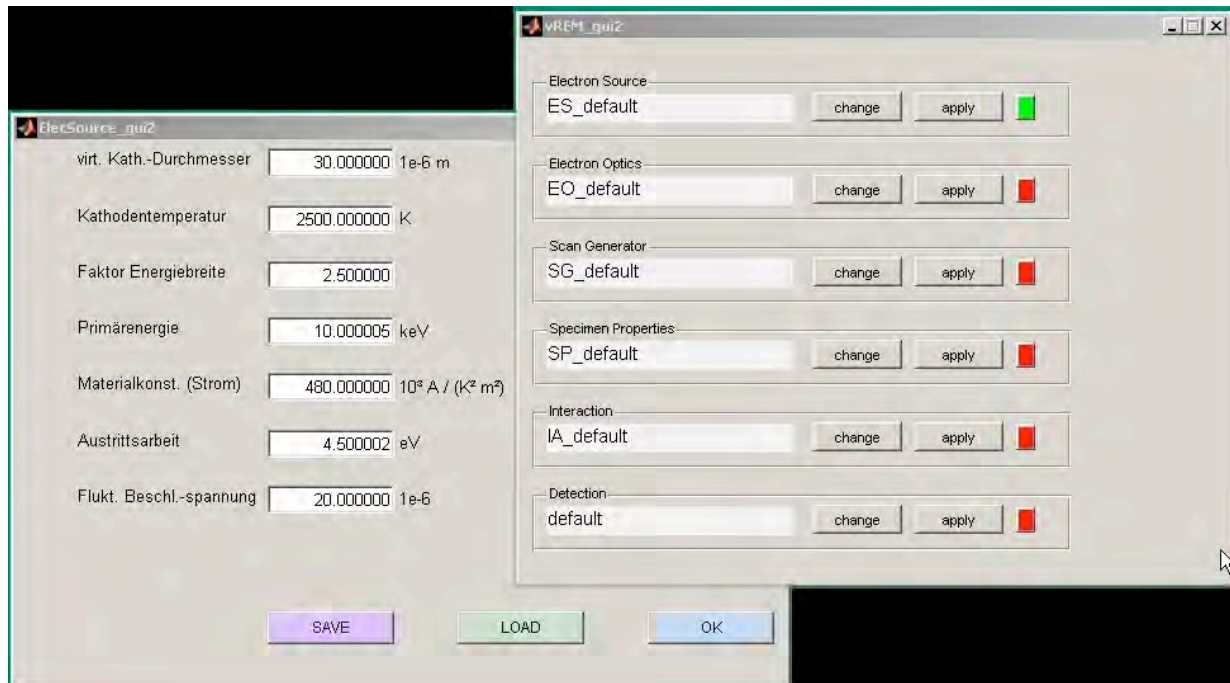 vREM_gui2
Electron Source
ES_default change apply
Electron Optics
EO_default change apply
Scan Generator
SG_default change apply
Specimen Properties
SP_default change apply
Interaction
IA_default change apply
Detection
default change apply
ElecSource_gui2
virt. Kath.-Durchmesser 30.000000 1e-6 m
Kathodentemperatur 2500.000000 K
Faktor Energiebreite 2.500000
Primärenergie 10.000005 keV
Materialkonst. (Strom) 480.000000 10³ A / (K² m²)
Austrittsarbeit 4.500002 eV
Flukt. Beschl.-spannung 20.000000 1e-6
SAVE LOAD OK